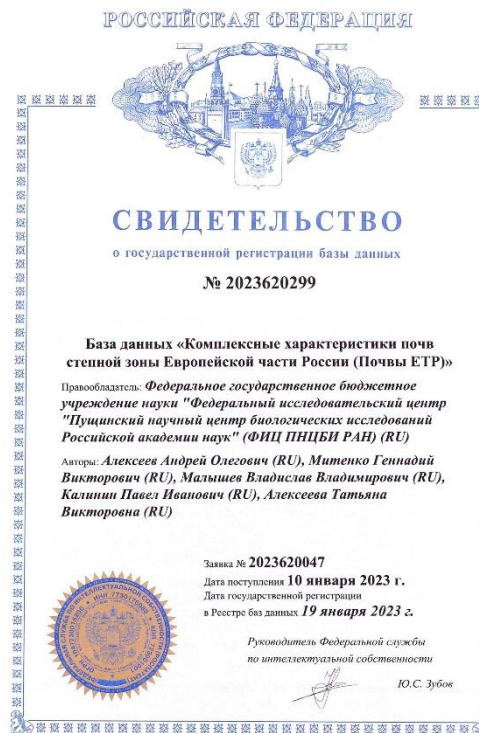 РОССИЙСКАЯ ФЕДЕРАЦИЯ
СВИДЕТЕЛЬСТВО
о государственной регистрации базы данных
№ 2023620299
База данных «Комплексные характеристики почв
степной зоны Европейской части России (Почвы ЕТР)»
Правообладатель: Федеральное государственное бюджетное
учреждение науки "Федеральный исследовательский центр
"Пущинский научный центр биологических исследований
Российской академии наук" (ФИЦ ПНЦБИ РАН) (RU)
Авторы: Алексеев Андрей Олегович (RU), Митенко Геннадий
Викторович (RU), Малышев Владислав Владимирович (RU),
Калинин Павел Иванович (RU), Алексеева Татьяна
Викторовна (RU)
Заявка № 2023620047
Дата поступления 10 января 2023 г.
Дата государственной регистрации
в Реестре баз данных 19 января 2023 г.
Руководитель Федеральной службы
по интеллектуальной собственности
Ю.С. Зубов